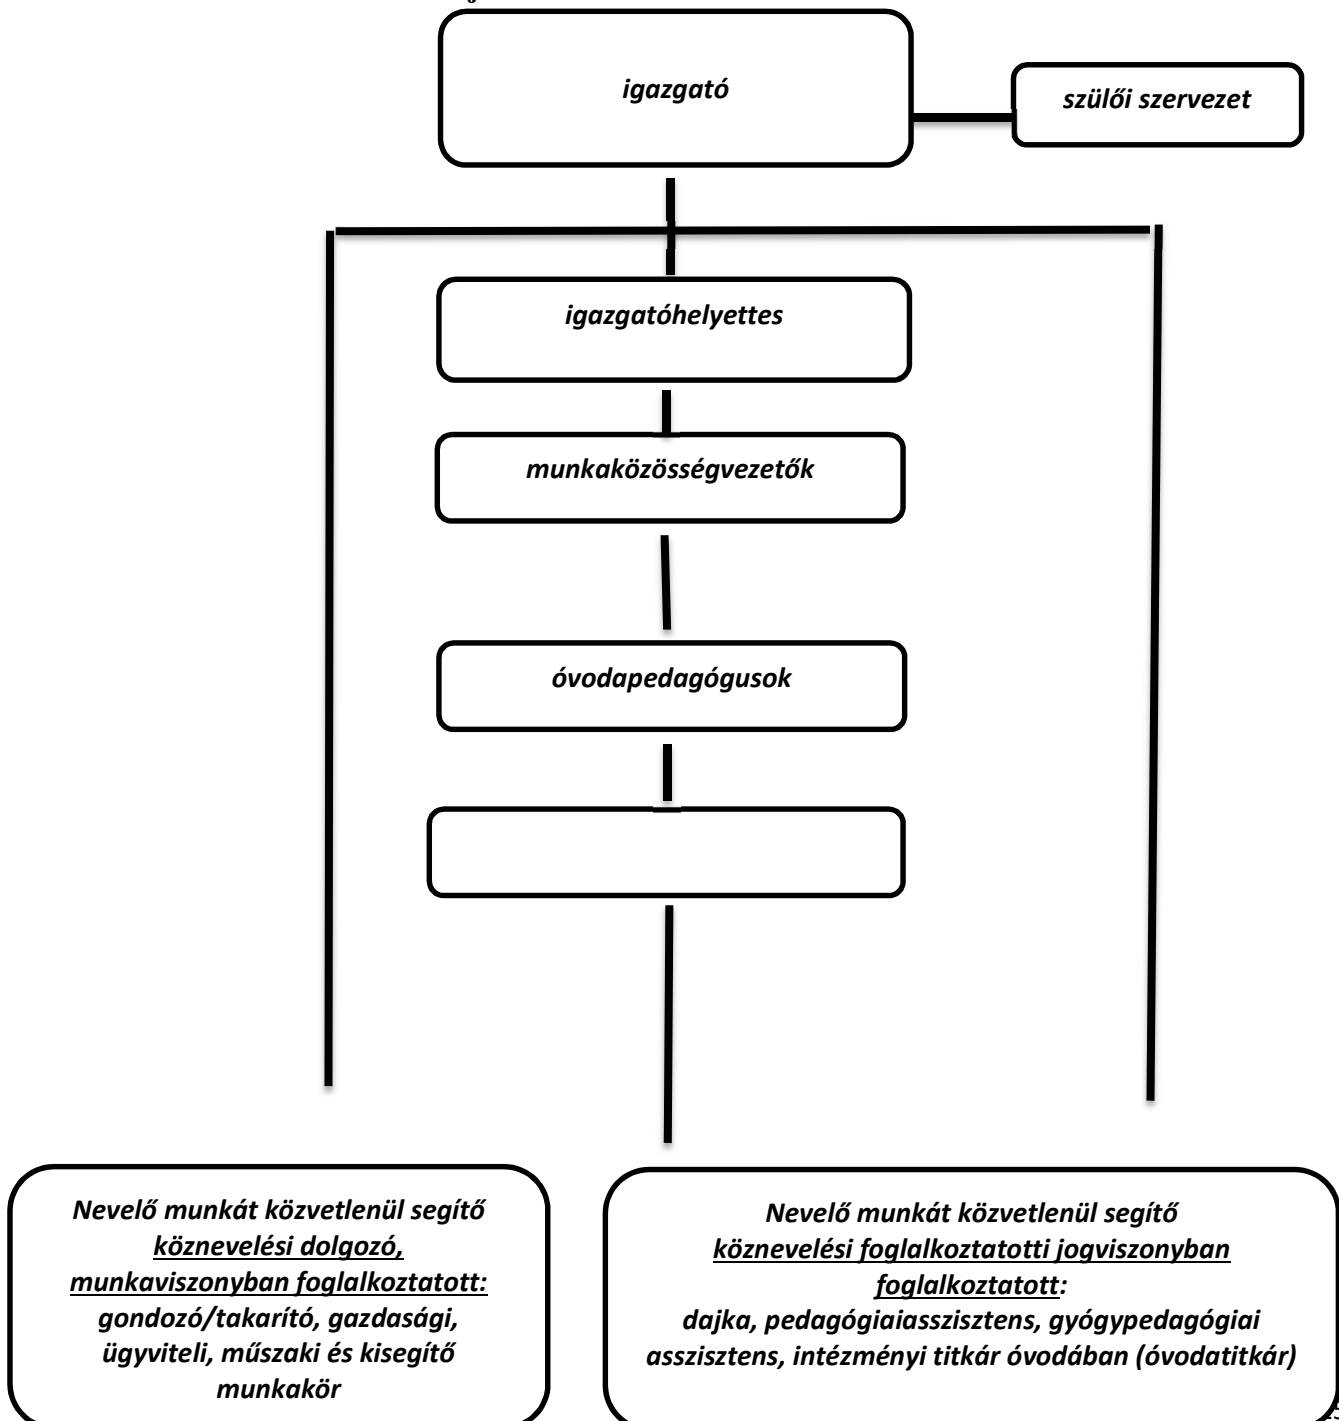 igazgató
szülői szervezet
igazgatóhelyettes
munkaközösségvezetők
óvodapedagógusok
Nevelő munkát közvetlenül segítő
köznevelési dolgozó,
munkaviszonyban foglalkoztatott:
gondozó/takarító, gazdasági,
ügyviteli, műszaki és kisegítő
munkakör
Nevelő munkát közvetlenül segítő
köznevelési foglalkoztatotti jogviszonyban
foglalkoztatott:
dajka, pedagógiaiasszisztens, gyógypedagógiai
asszisztens, intézményi titkár óvodában (óvodatitkár)